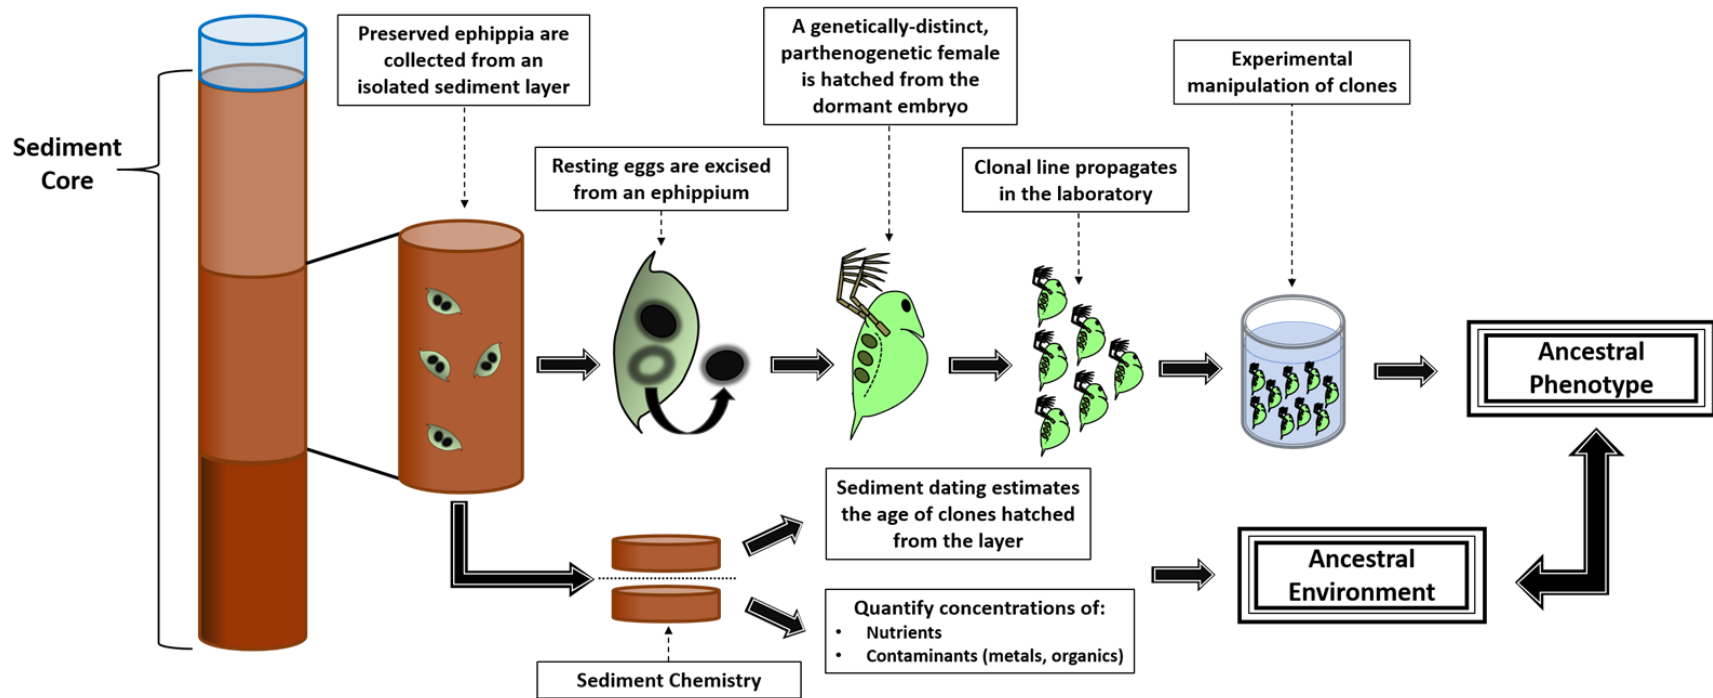 Sediment
Core
Preserved ephippia are
collected from an
isolated sediment layer
Resting eggs are excised
from an ephippium
A genetically-distinct,
parthenogenetic female
is hatched from the
dormant embryo
Clonal line propagates
in the laboratory
Experimental
manipulation of clones
Ancestral
Phenotype
Sediment dating estimates
the age of clones hatched
from the layer
Quantify concentrations of:
• Nutrients
• Contaminants (metals, organics)
Sediment Chemistry
Ancestral
Environment